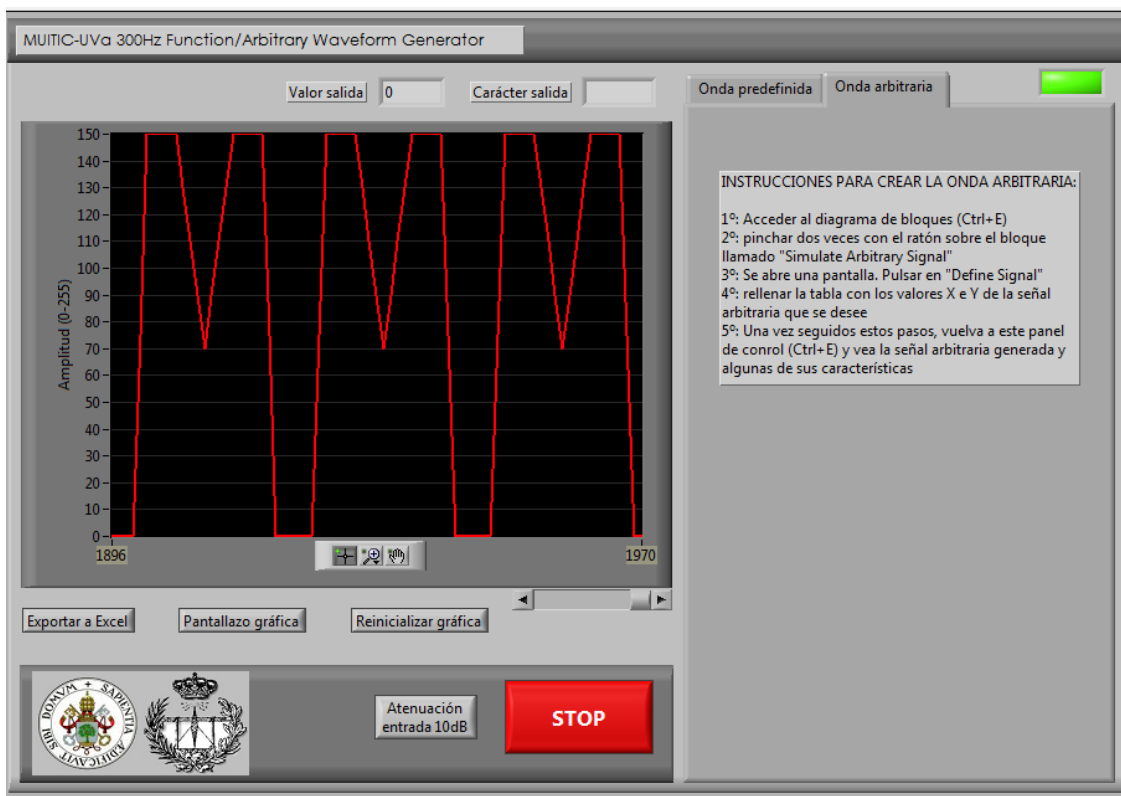 MUITIC-UVa 300Hz Function/Arbitrary Waveform Generator
Valor salida 0 Carácter salida
Onda predefinida Onda arbitraria
Amplitud (0-255)
150
140
130
120
110
100
90
80
70
60
50
40
30
20
10
0
1896 1970
INSTRUCCIONES PARA CREAR LA ONDA ARBITRARIA:
1º: Acceder al diagrama de bloques (Ctrl+E)
2º: pinchar dos veces con el ratón sobre el bloque
llamado "Simulate Arbitrary Signal"
3º: Se abre una pantalla. Pulsar en "Define Signal"
4º: rellenar la tabla con los valores X e Y de la señal
arbitraria que se desee
5º: Una vez seguidos estos pasos, vuelva a este panel
de conrol (Ctrl+E) y vea la señal arbitraria generada y
algunas de sus características
Exportar a Excel Pantallazo gráfica Reinicializar gráfica
SIBI DOMVM + SAPIENTIA ÆDIFICAVIT
Atenuación
entrada 10dB
STOP